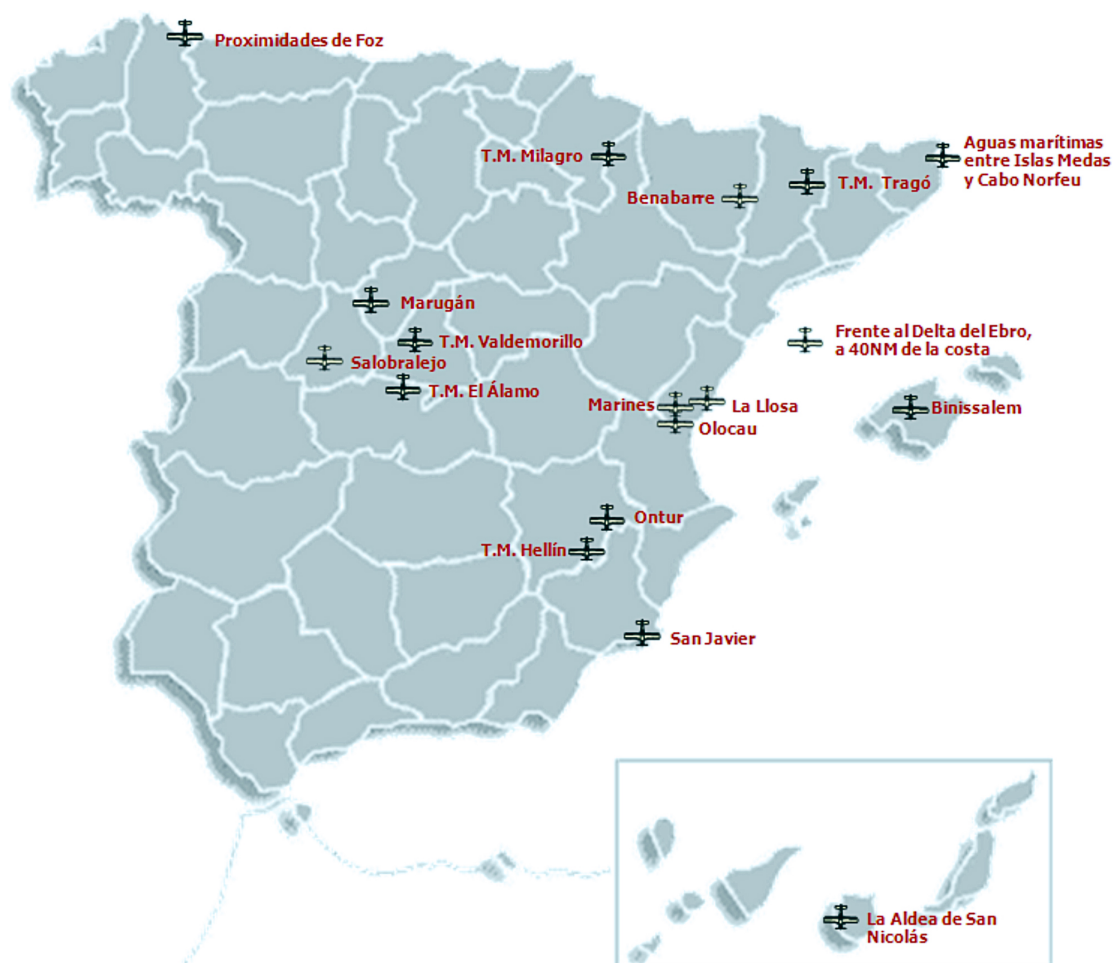 Proximidades de Foz
T.M. Milagro
Aguas marítimas
entre Islas Medas
y Cabo Norfeu
T.M. Tragó
Benabarre
Marugán
Frente al Delta del Ebro,
a 40NM de la costa
T.M. Valdemorillo
Salobralejo
T.M. El Álamo
Marines
La Llosa
Binissalem
Olocau
Ontur
T.M. Hellín
San Javier
La Aldea de San
Nicolás